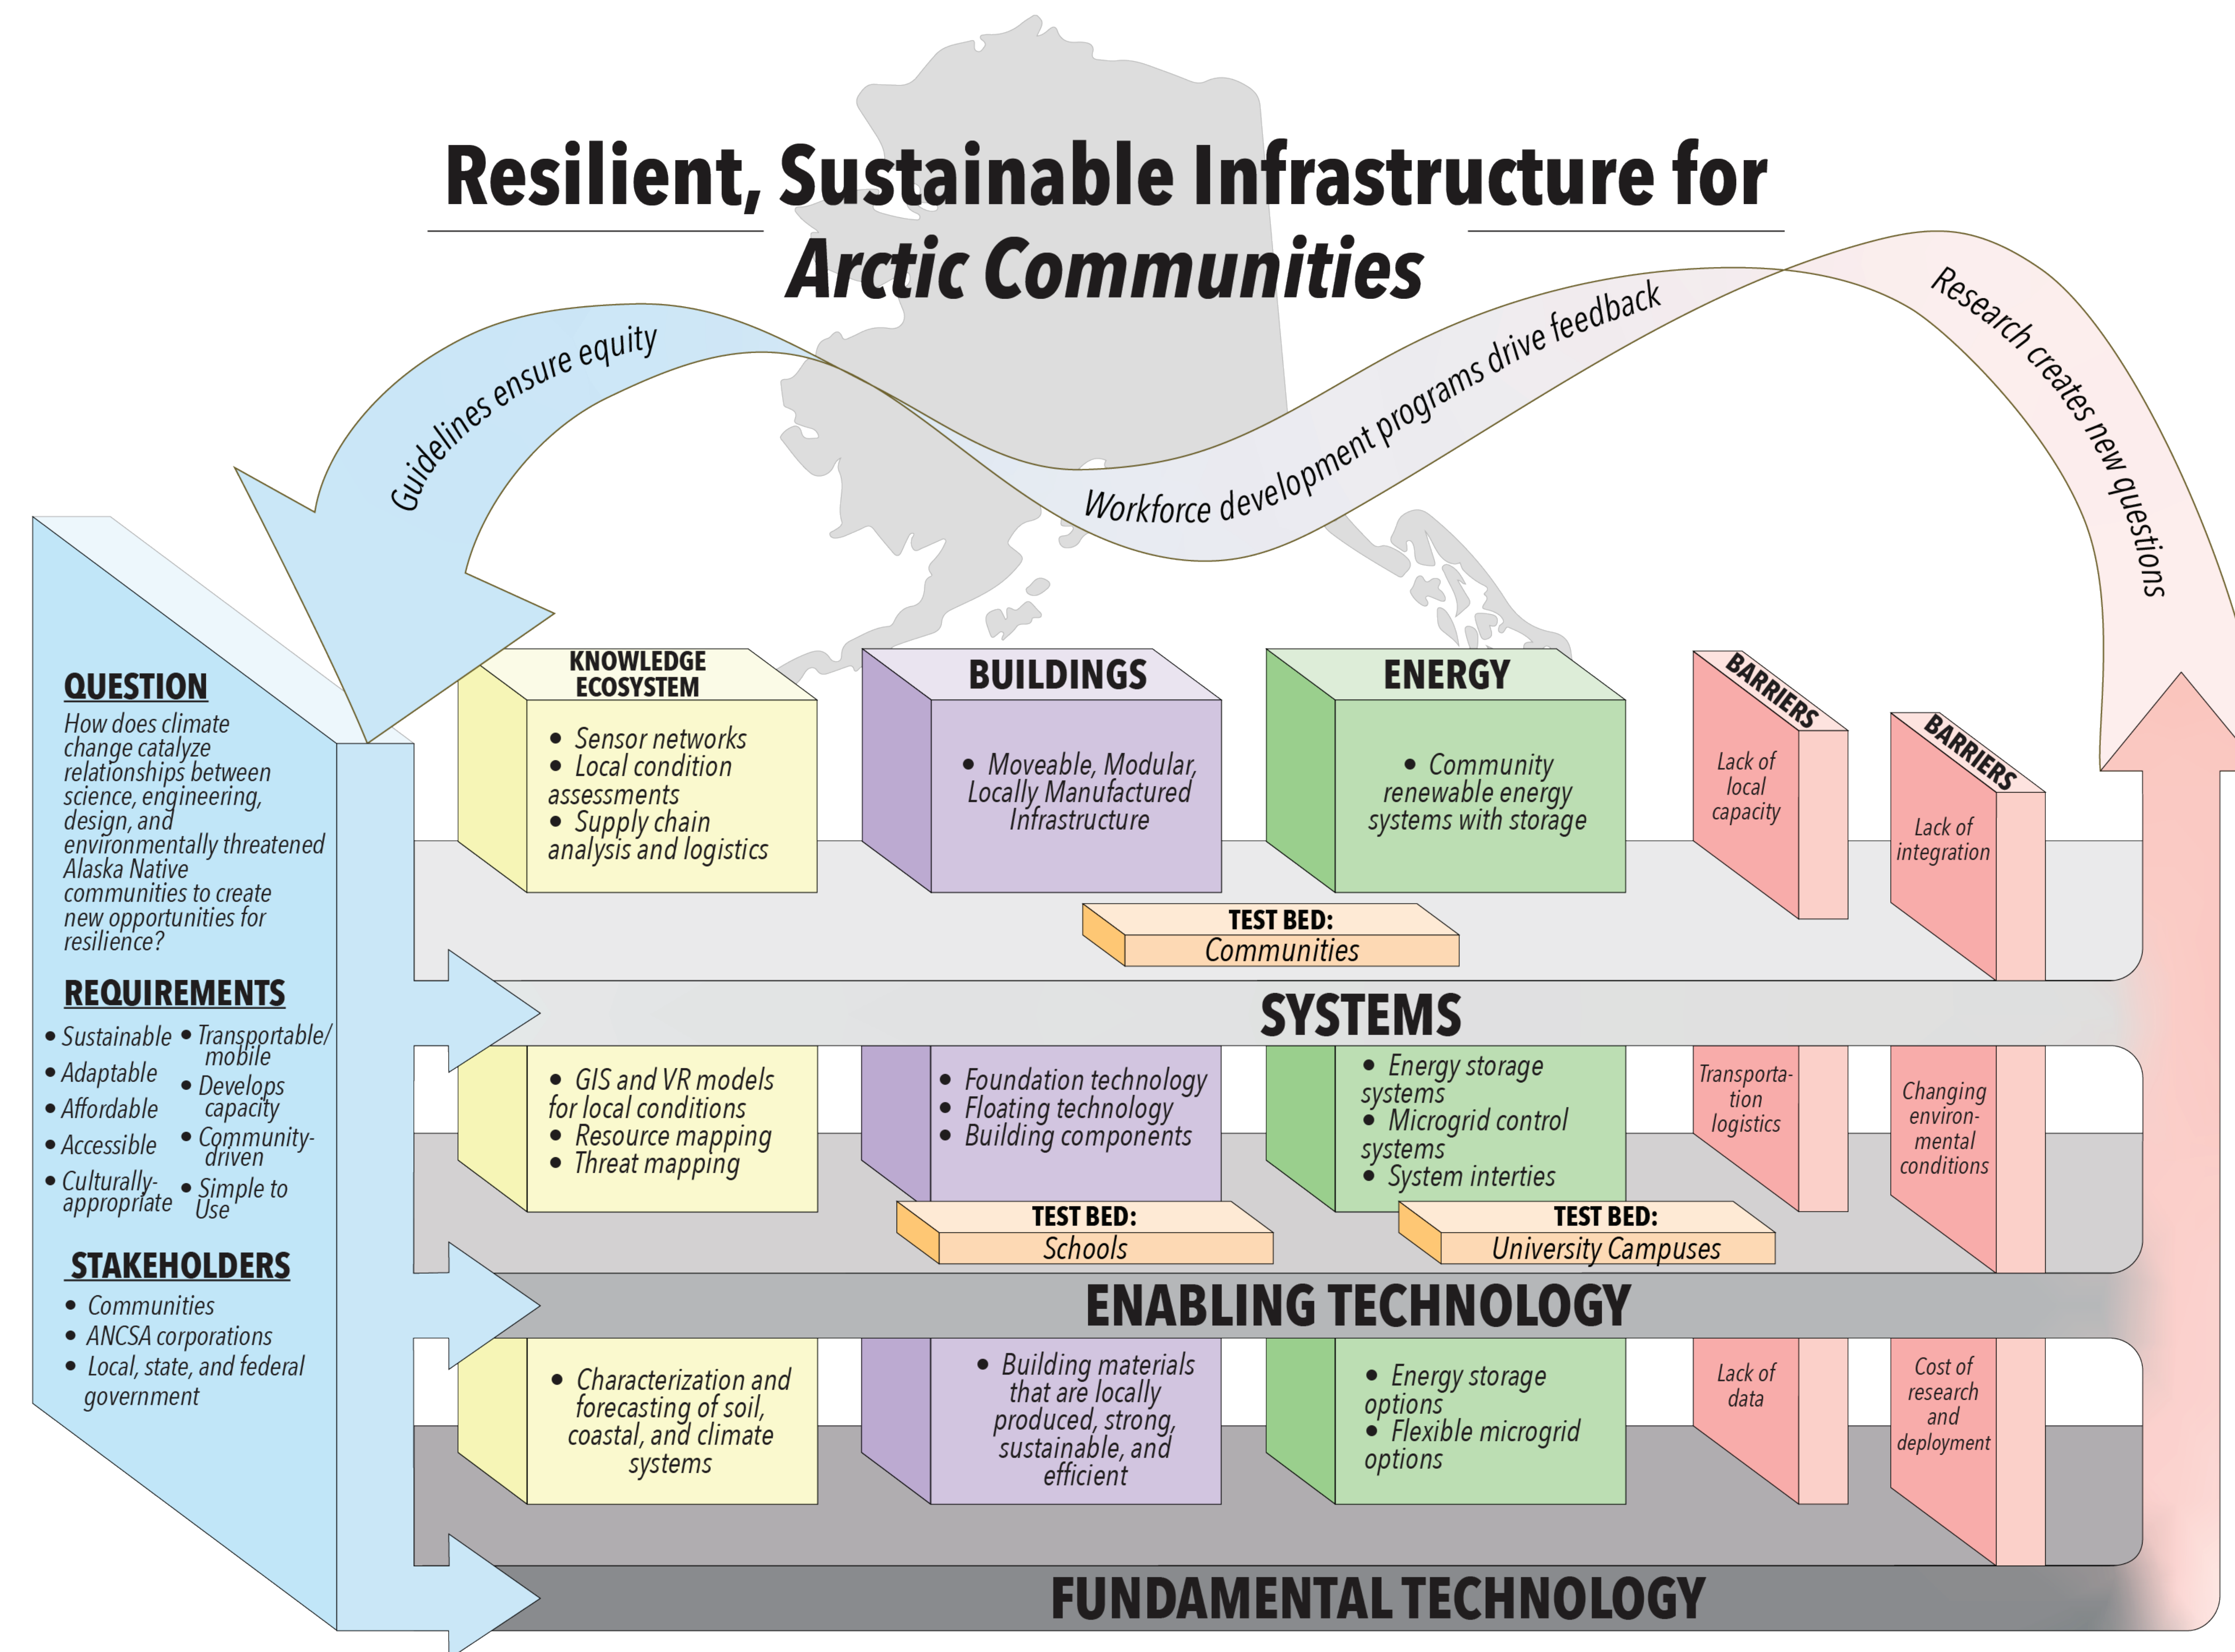 Resilient, Sustainable Infrastructure for
Arctic Communities
Guidelines ensure equity
Workforce development programs drive feedback
Research creates new questions
QUESTION
How does climate
change catalyze
relationships between
science, engineering,
design, and
environmentally threatened
Alaska Native
communities to create
new opportunities for
resilience?
REQUIREMENTS
• Sustainable
• Adaptable
• Affordable
• Accessible
• Culturally-
appropriate
• Transportable/
mobile
• Develops
capacity
• Community-
driven
• Simple to
Use
STAKEHOLDERS
• Communities
• ANCSA corporations
• Local, state, and federal
government
KNOWLEDGE
ECOSYSTEM
• Sensor networks
• Local condition
assessments
• Supply chain
analysis and logistics
BUILDINGS
• Moveable, Modular,
Locally Manufactured
Infrastructure
ENERGY
• Community
renewable energy
systems with storage
BARRIERS
Lack of
local
capacity
BARRIERS
Lack of
integration
TEST BED:
Communities
SYSTEMS
• GIS and VR models
for local conditions
• Resource mapping
• Threat mapping
• Foundation technology
• Floating technology
• Building components
• Energy storage
systems
• Microgrid control
systems
• System interties
Transporta-
tion
logistics
Changing
environ-
mental
conditions
TEST BED:
Schools
TEST BED:
University Campuses
ENABLING TECHNOLOGY
• Characterization and
forecasting of soil,
coastal, and climate
systems
• Building materials
that are locally
produced, strong,
sustainable, and
efficient
• Energy storage
options
• Flexible microgrid
options
Lack of
data
Cost of
research
and
deployment
FUNDAMENTAL TECHNOLOGY